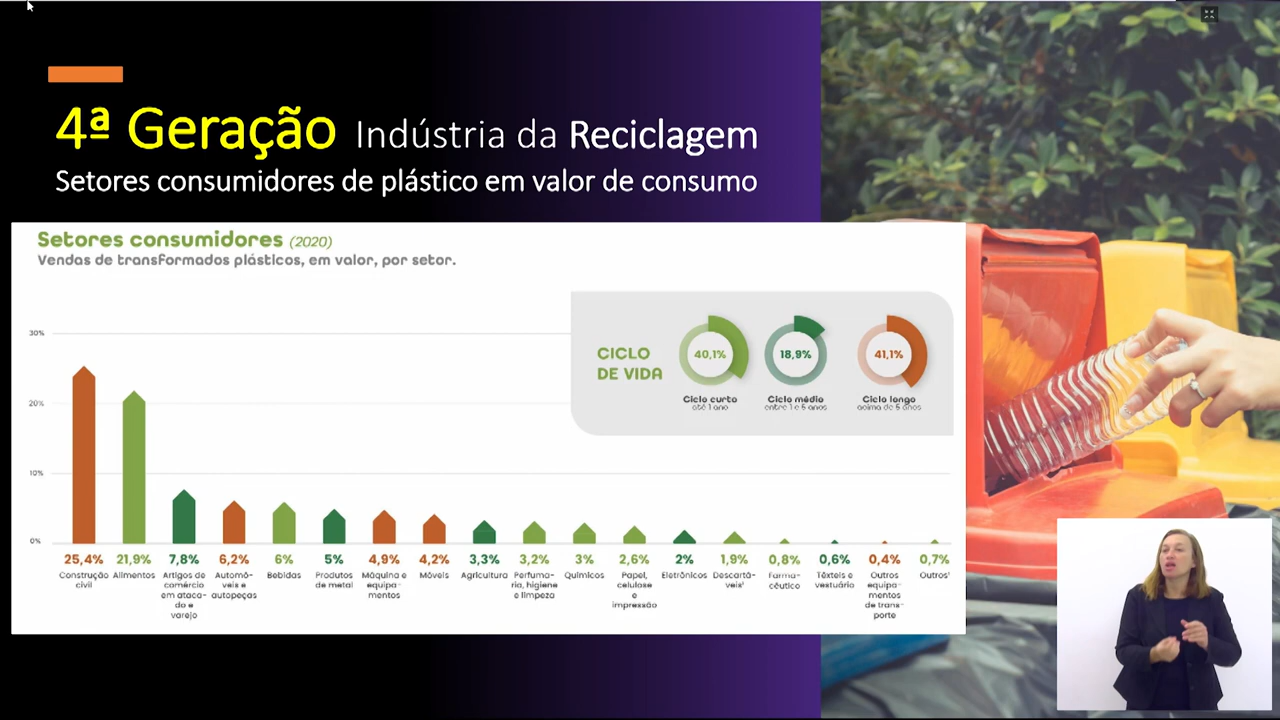 4ª Geração Indústria da Reciclagem
Setores consumidores de plástico em valor de consumo
Setores consumidores (2020)
Vendas de transformados plásticos, em valor, por setor.
30%
20%
10%
0%
CICLO
DE VIDA
40,1%
18,9%
41,1%
Ciclo curto
até 1 ano
Ciclo médio
entre 1 e 5 anos
Ciclo longo
acima de 5 anos
25,4%
21,9%
7,8%
6,2%
6%
5%
4,9%
4,2%
3,3%
3,2%
3%
2,6%
2%
1,9%
0,8%
0,6%
0,4%
0,7%
Construção
civil
Alimentos
Artigos de
comércio
em ataca-
do e
varejo
Automó-
veis e
autopeças
Bebidas
Produtos
de metal
Máquina e
equipa-
mentos
Móveis
Agricultura
Perfuma-
ria, higiene
e limpeza
Químicos
Papel,
celulose
e
impressão
Eletrônicos
Descartá-
veis¹
Farma-
cêutico
Têxteis e
vestuário
Outros
equipa-
mentos
de trans-
porte
Outros¹